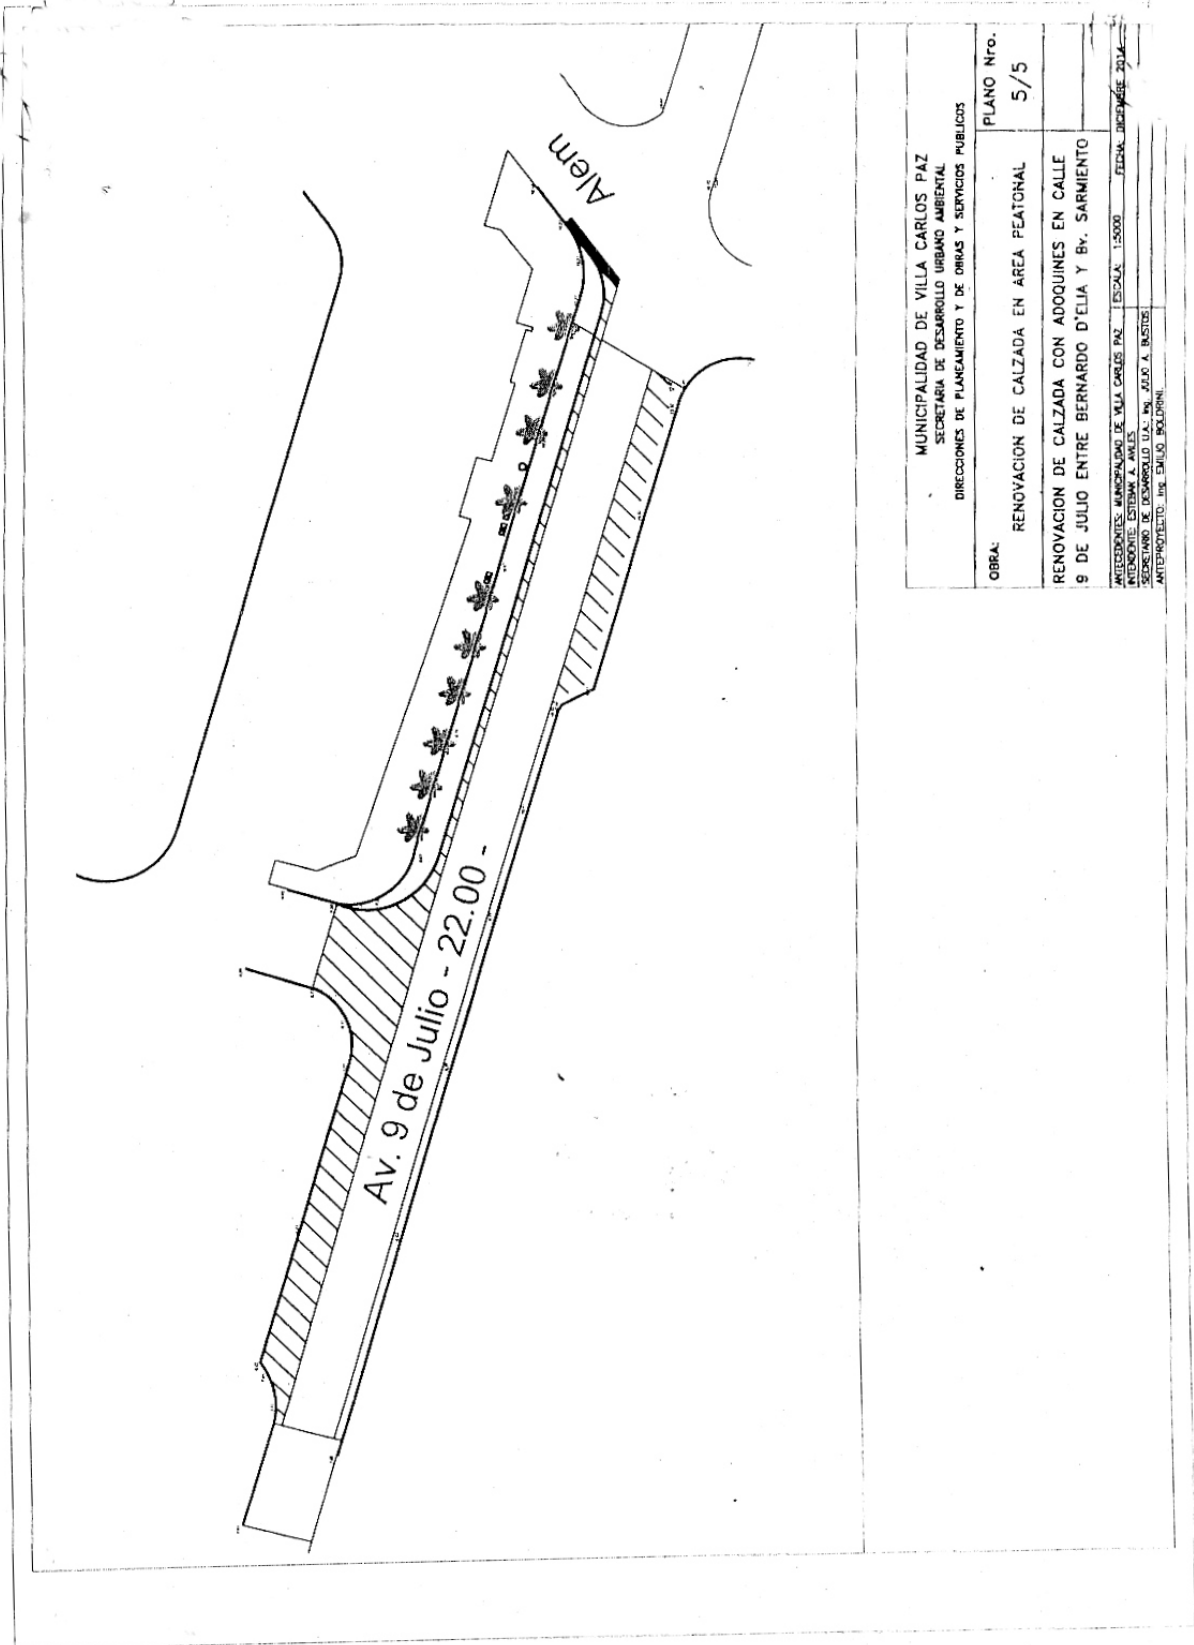 Alem
Av. 9 de Julio - 22.00 -
MUNICIPALIDAD DE VILLA CARLOS PAZ
SECRETARIA DE DESARROLLO URBANO AMBIENTAL
DIRECCIONES DE PLANEAMIENTO Y DE OBRAS Y SERVICIOS PUBLICOS
OBRA:
RENOVACION DE CALZADA EN AREA PEATONAL
PLANO Nro.
5/5
RENOVACION DE CALZADA CON ADOQUINES EN CALLE
9 DE JULIO ENTRE BERNARDO D'ELIA Y Bv. SARMIENTO
ANTECEDENTES: MUNICIPALIDAD DE VILLA CARLOS PAZ ESCALA: 1:5000 FECHA: DICIEMBRE 2014
INTENDENTE: ESTEBAN A. AVILES
SECRETARIO DE DESARROLLO U.A.: Ing. JULIO A. BUSTOS
ANTEPROYECTO: Ing. EMILIO BOLDRINI.